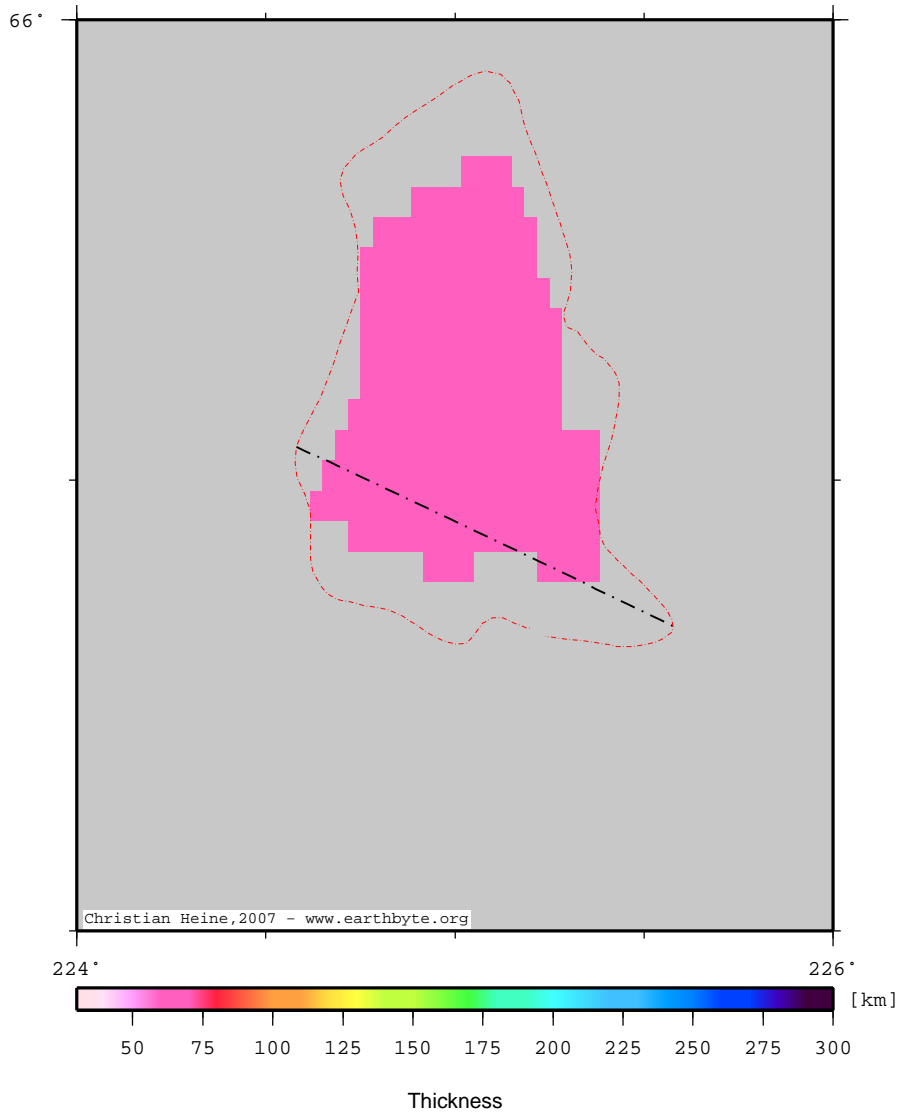 66°
Christian Heine,2007 - www.earthbyte.org
224° 226°
[km]
50 75 100 125 150 175 200 225 250 275 300
Thickness